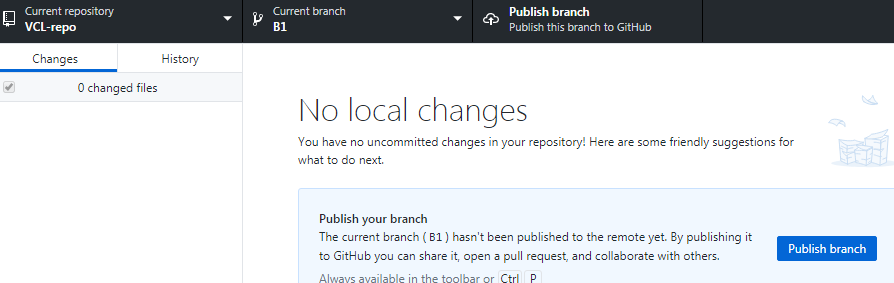 Current repository
VCL-repo
Current branch
B1
Publish branch
Publish this branch to GitHub
Changes
History
0 changed files
No local changes
You have no uncommitted changes in your repository! Here are some friendly suggestions for
what to do next.
Publish your branch
The current branch ( B1 ) hasn't been published to the remote yet. By publishing it
to GitHub you can share it, open a pull request, and collaborate with others.
Publish branch
Always available in the toolbar or Ctrl P